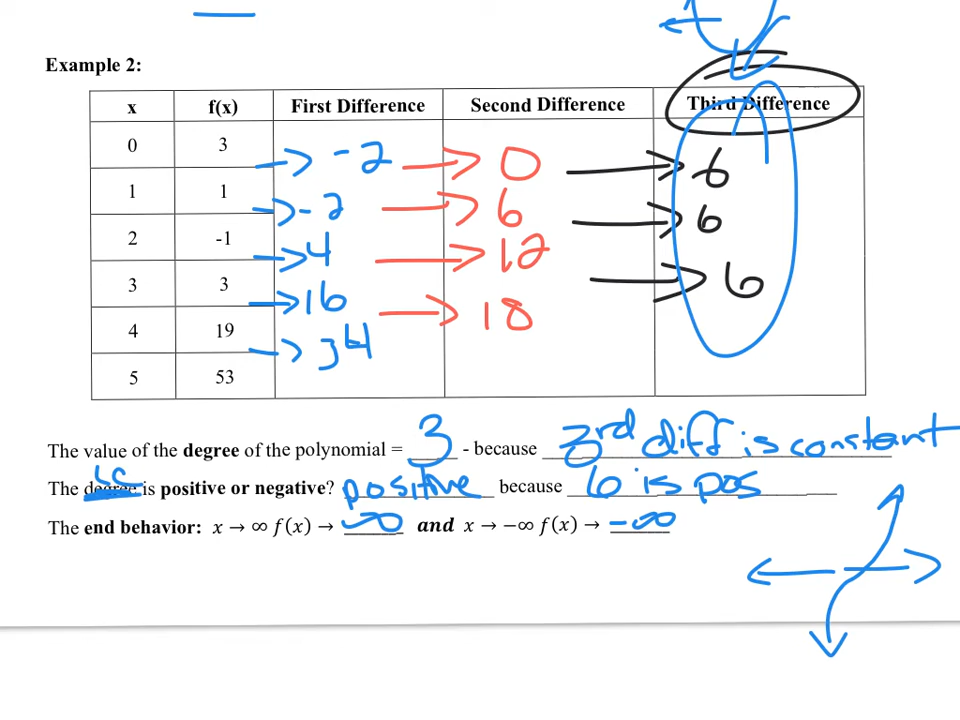 Example 2:
x f(x) First Difference Second Difference Third Difference
0 3
-2 0 6
1 1
-2 6 6
2 -1
4 12 6
3 3
16 18
4 19
34
5 53
The value of the degree of the polynomial = 3 - because 3rd diff is constant
LC
The degree is positive or negative? positive because 6 is pos
The end behavior: x → ∞ f(x) → ∞ and x → -∞ f(x) → -∞